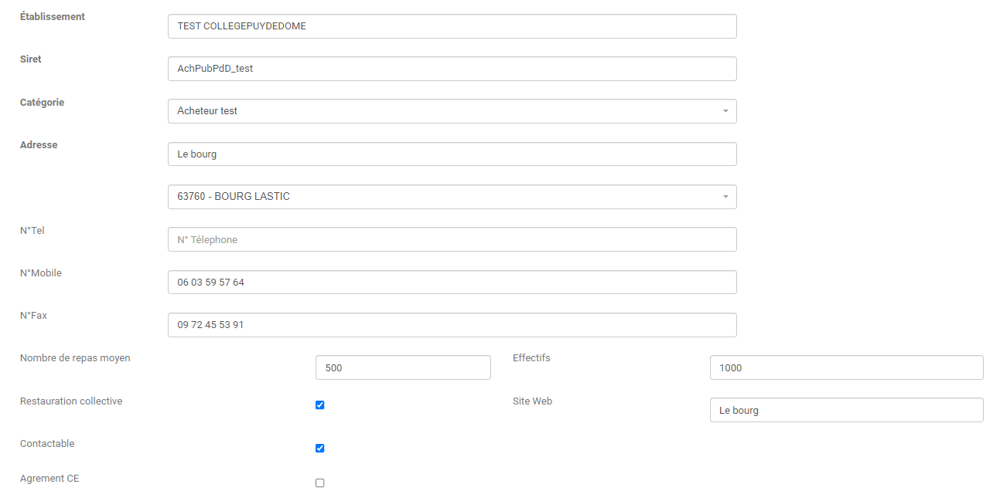 Établissement
TEST COLLEGEPUYDEDOME
Siret
AchPubPdD_test
Catégorie
Acheteur test
Adresse
Le bourg
63760 - BOURG LASTIC
N°Tel
N° Télephone
N°Mobile
06 03 59 57 64
N°Fax
09 72 45 53 91
Nombre de repas moyen
500
Effectifs
1000
Restauration collective
Site Web
Le bourg
Contactable
Agrement CE